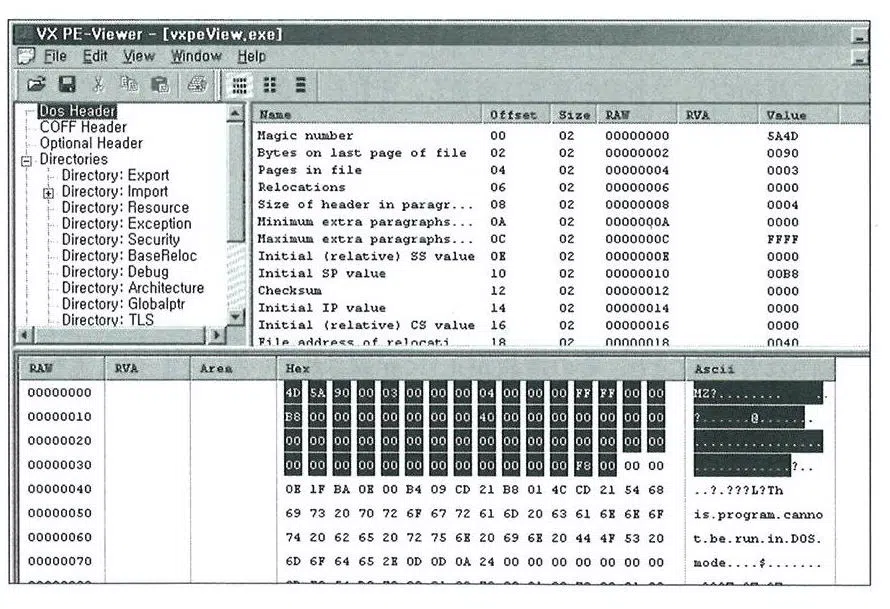 VX PE-Viewer - [vxpeView,exe]
File Edit View Window Help
Dos Header
COFF Header
Optional Header
Directories
Directory: Export
Directory: Import
Directory: Resource
Directory: Exception
Directory: Security
Directory: BaseReloc
Directory: Debug
Directory: Architecture
Directory: Globalptr
Directory: TLS
Name Offset Size RAW RVA Value
Magic number 00 02 00000000 5A4D
Bytes on last page of file 02 02 00000002 0090
Pages in file 04 02 00000004 0003
Relocations 06 02 00000006 0000
Size of header in paragr... 08 02 00000008 0004
Minimum extra paragraphs... 0A 02 0000000A 0000
Maximum extra paragraphs... 0C 02 0000000C FFFF
Initial (relative) SS value 0E 02 0000000E 0000
Initial SP value 10 02 00000010 00B8
Checksum 12 02 00000012 0000
Initial IP value 14 02 00000014 0000
Initial (relative) CS value 16 02 00000016 0000
File address of relocati... 18 02 00000018 0040
RAW RVA Area Hex Ascii
00000000 4D 5A 90 00 03 00 00 00 04 00 00 00 FF FF 00 00 MZ?.............
00000010 B8 00 00 00 00 00 00 00 40 00 00 00 00 00 00 00 ?.......@.......
00000020 00 00 00 00 00 00 00 00 00 00 00 00 00 00 00 00 ................
00000030 00 00 00 00 00 00 00 00 00 00 00 00 F8 00 00 00 ............?...
00000040 0E 1F BA 0E 00 B4 09 CD 21 B8 01 4C CD 21 54 68 ..?.???L?Th
00000050 69 73 20 70 72 6F 67 72 61 6D 20 63 61 6E 6E 6F is.program.canno
00000060 74 20 62 65 20 72 75 6E 20 69 6E 20 44 4F 53 20 t.be.run.in.DOS.
00000070 6D 6F 64 65 2E 0D 0D 0A 24 00 00 00 00 00 00 00 mode....$.......